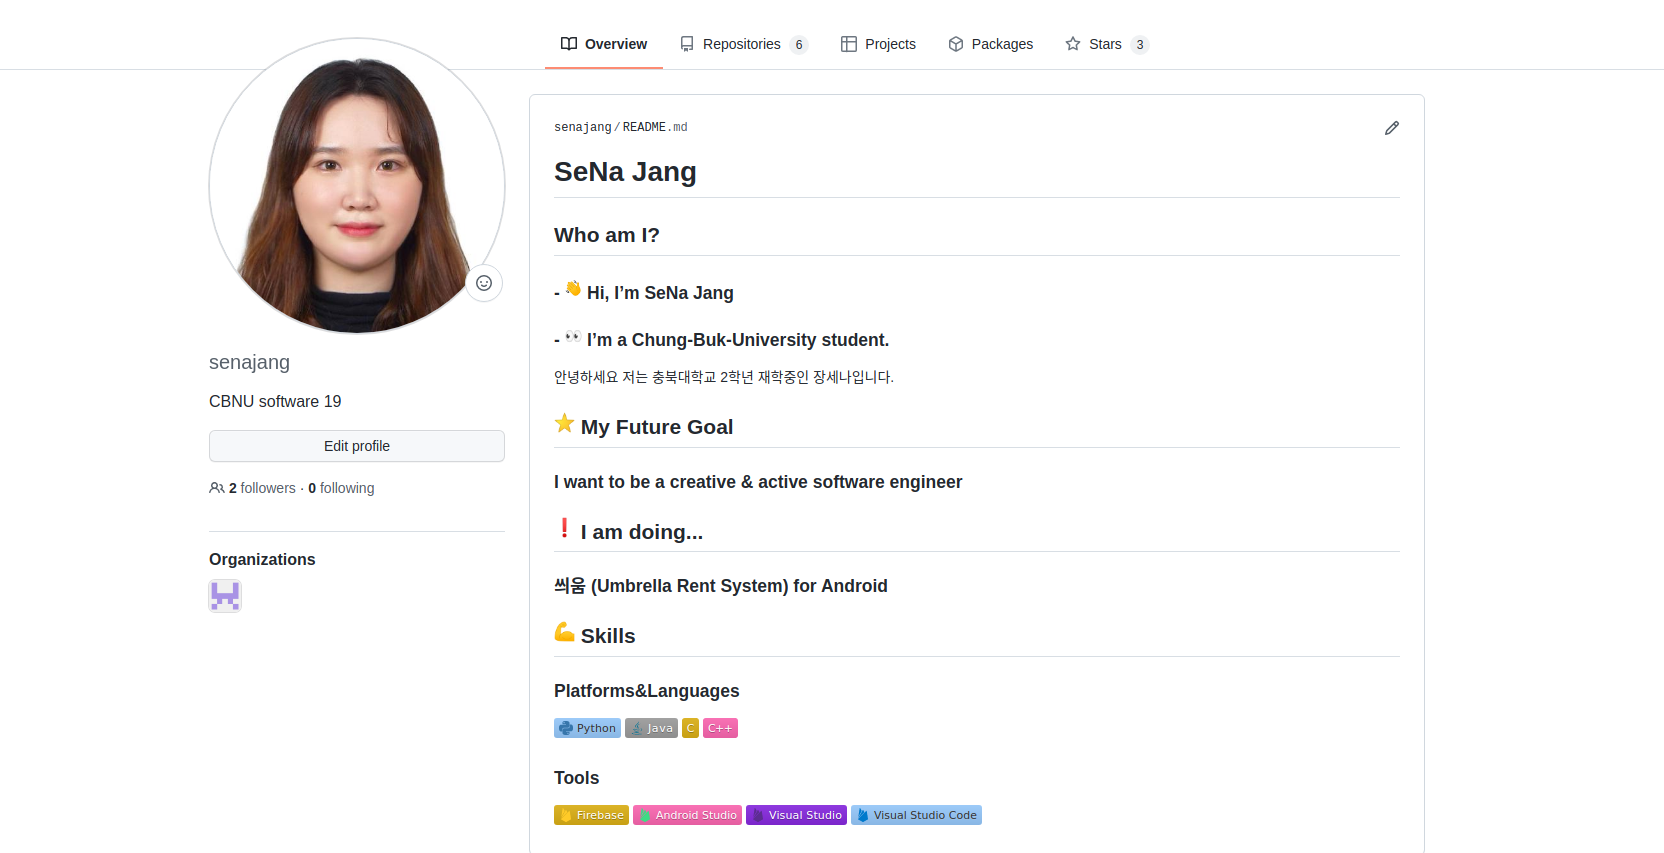 Overview Repositories 6 Projects Packages Stars 3
senajang/README.md
SeNa Jang
Who am I?
- 👋 Hi, I’m SeNa Jang
- 👀 I’m a Chung-Buk-University student.
안녕하세요 저는 충북대학교 2학년 재학중인 장세나입니다.
⭐ My Future Goal
I want to be a creative & active software engineer
❗ I am doing...
씌움 (Umbrella Rent System) for Android
💪 Skills
Platforms&Languages
Python Java C C++
Tools
Firebase Android Studio Visual Studio Visual Studio Code
senajang
CBNU software 19
Edit profile
2 followers · 0 following
Organizations